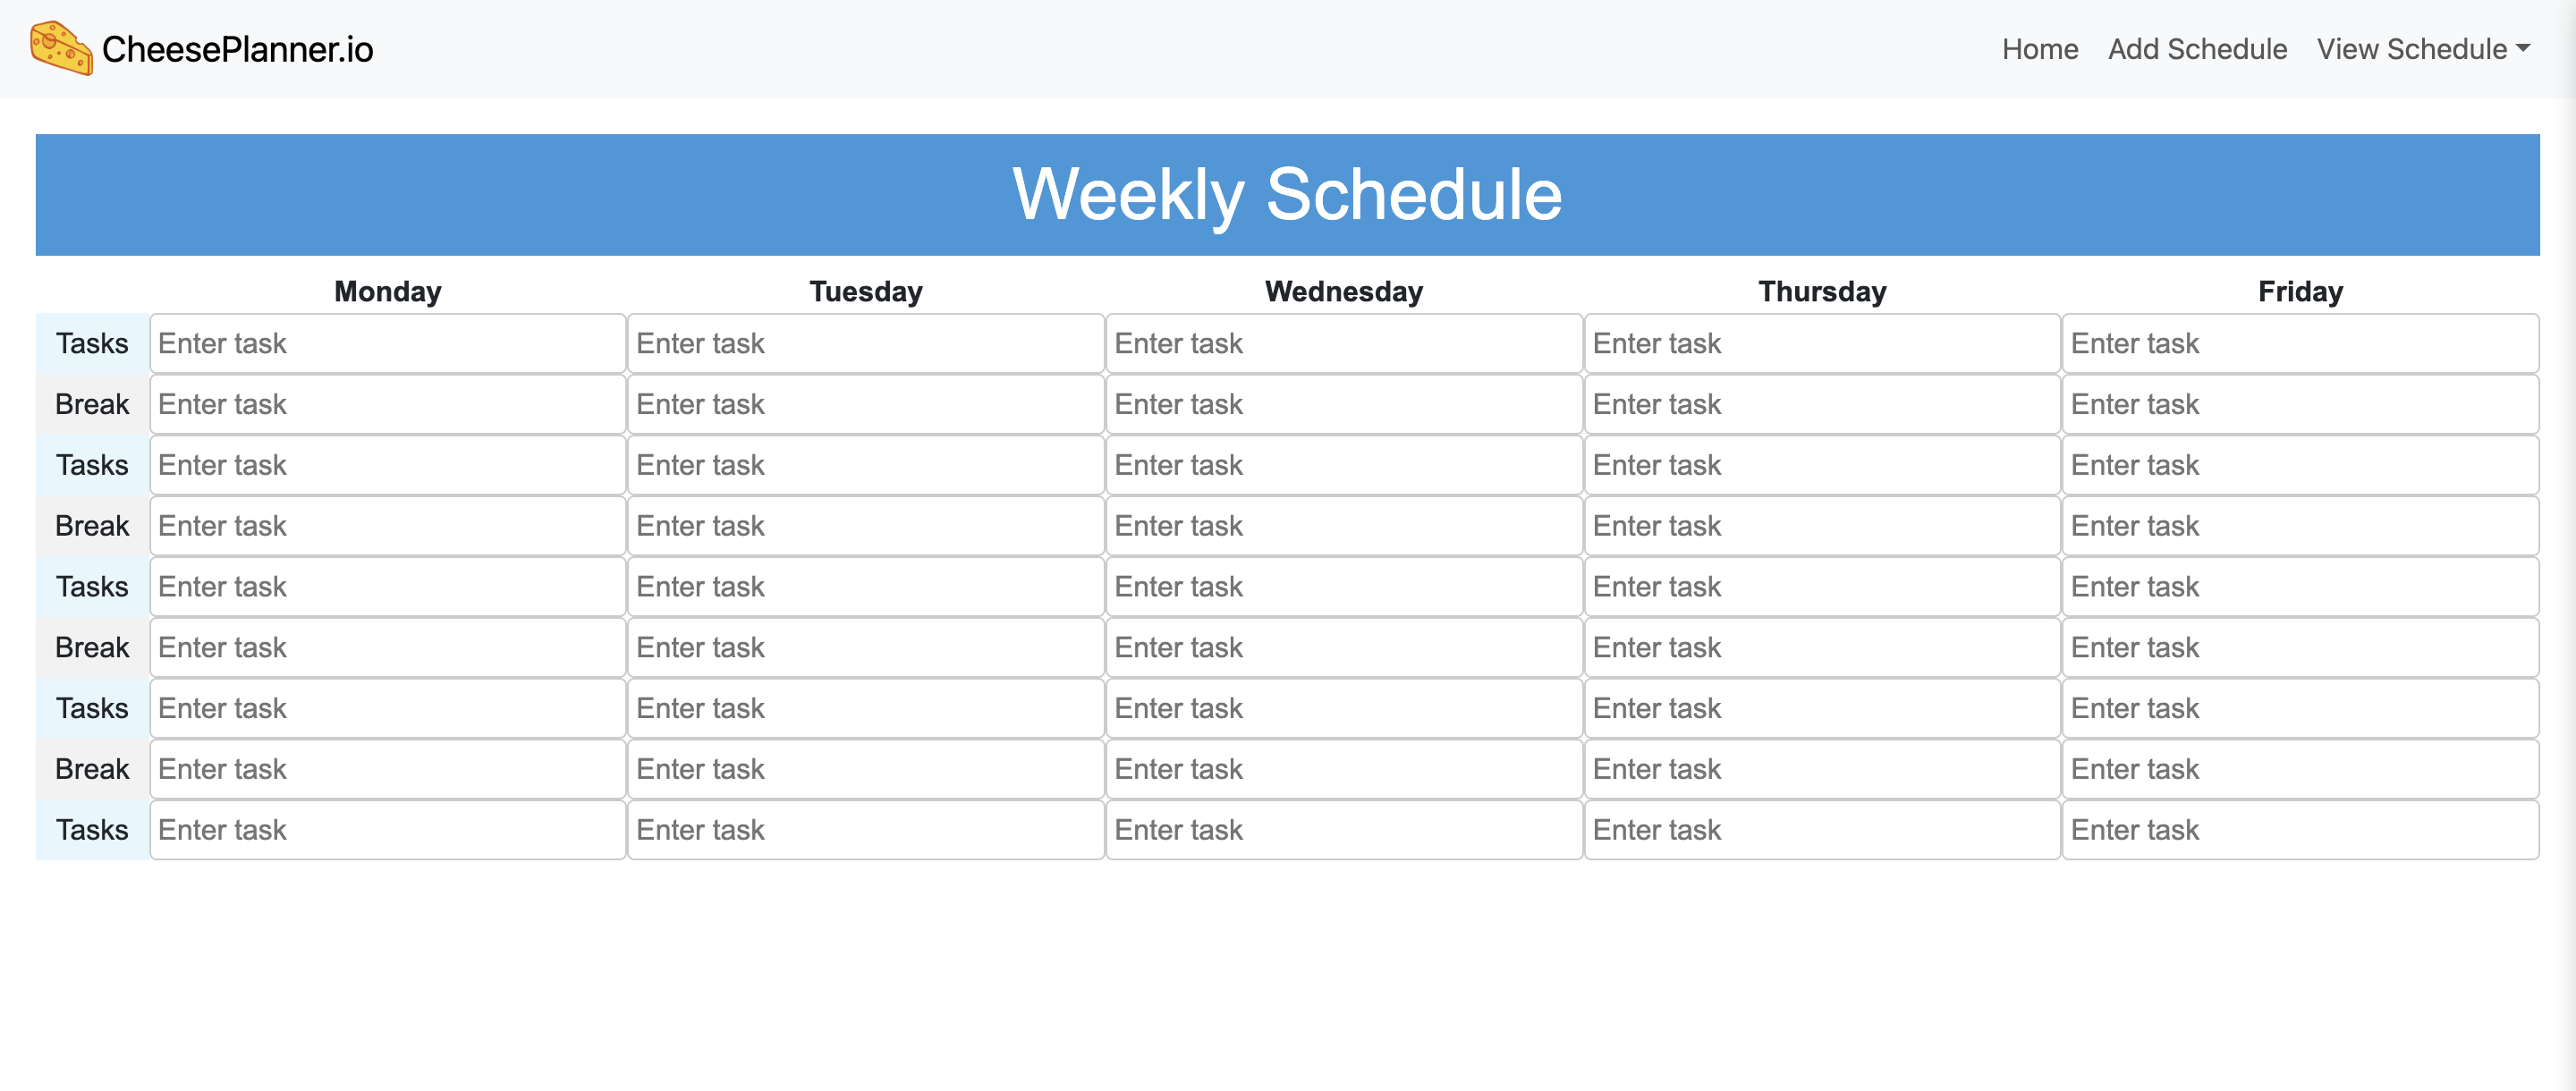 CheesePlanner.io Home Add Schedule View Schedule
Weekly Schedule
Monday Tuesday Wednesday Thursday Friday
Tasks Enter task Enter task Enter task Enter task Enter task
Break Enter task Enter task Enter task Enter task Enter task
Tasks Enter task Enter task Enter task Enter task Enter task
Break Enter task Enter task Enter task Enter task Enter task
Tasks Enter task Enter task Enter task Enter task Enter task
Break Enter task Enter task Enter task Enter task Enter task
Tasks Enter task Enter task Enter task Enter task Enter task
Break Enter task Enter task Enter task Enter task Enter task
Tasks Enter task Enter task Enter task Enter task Enter task